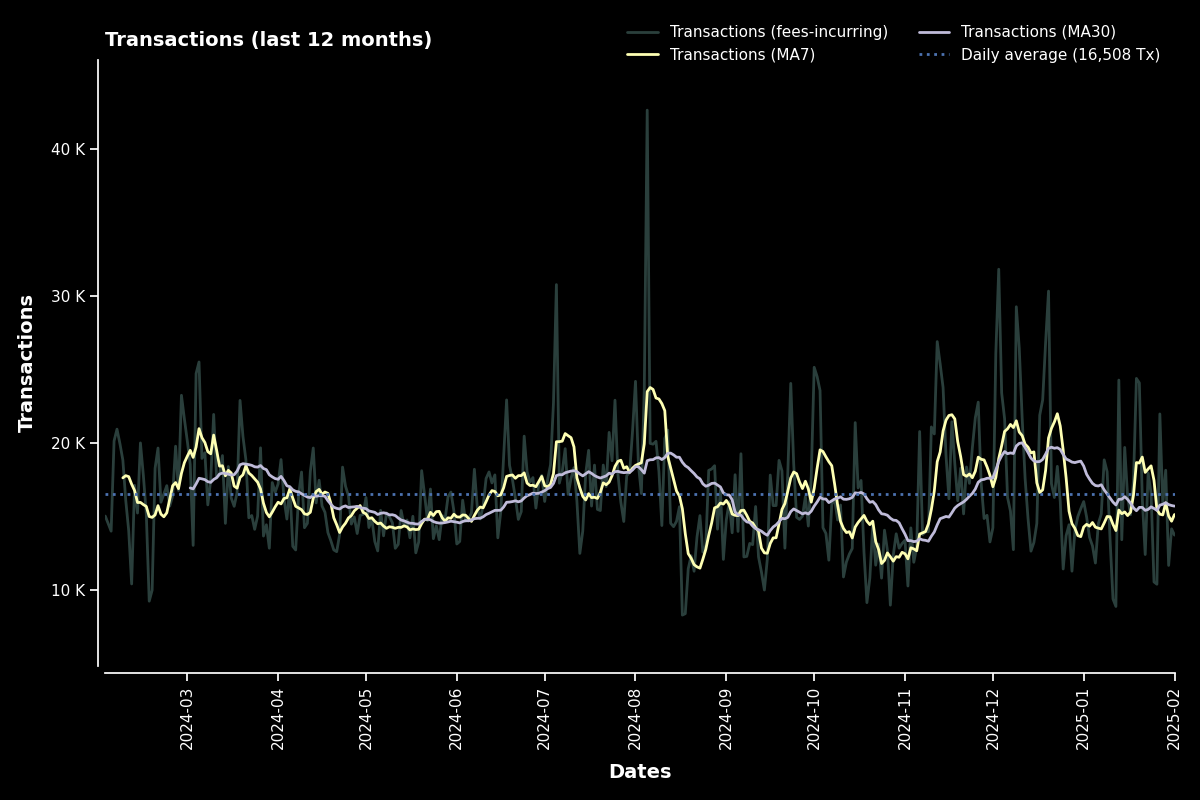 Transactions (last 12 months)
Transactions (fees-incurring)
Transactions (MA7)
Transactions (MA30)
Daily average (16,508 Tx)
Transactions
40 K
30 K
20 K
10 K
2024-03
2024-04
2024-05
2024-06
2024-07
2024-08
2024-09
2024-10
2024-11
2024-12
2025-01
2025-02
Dates